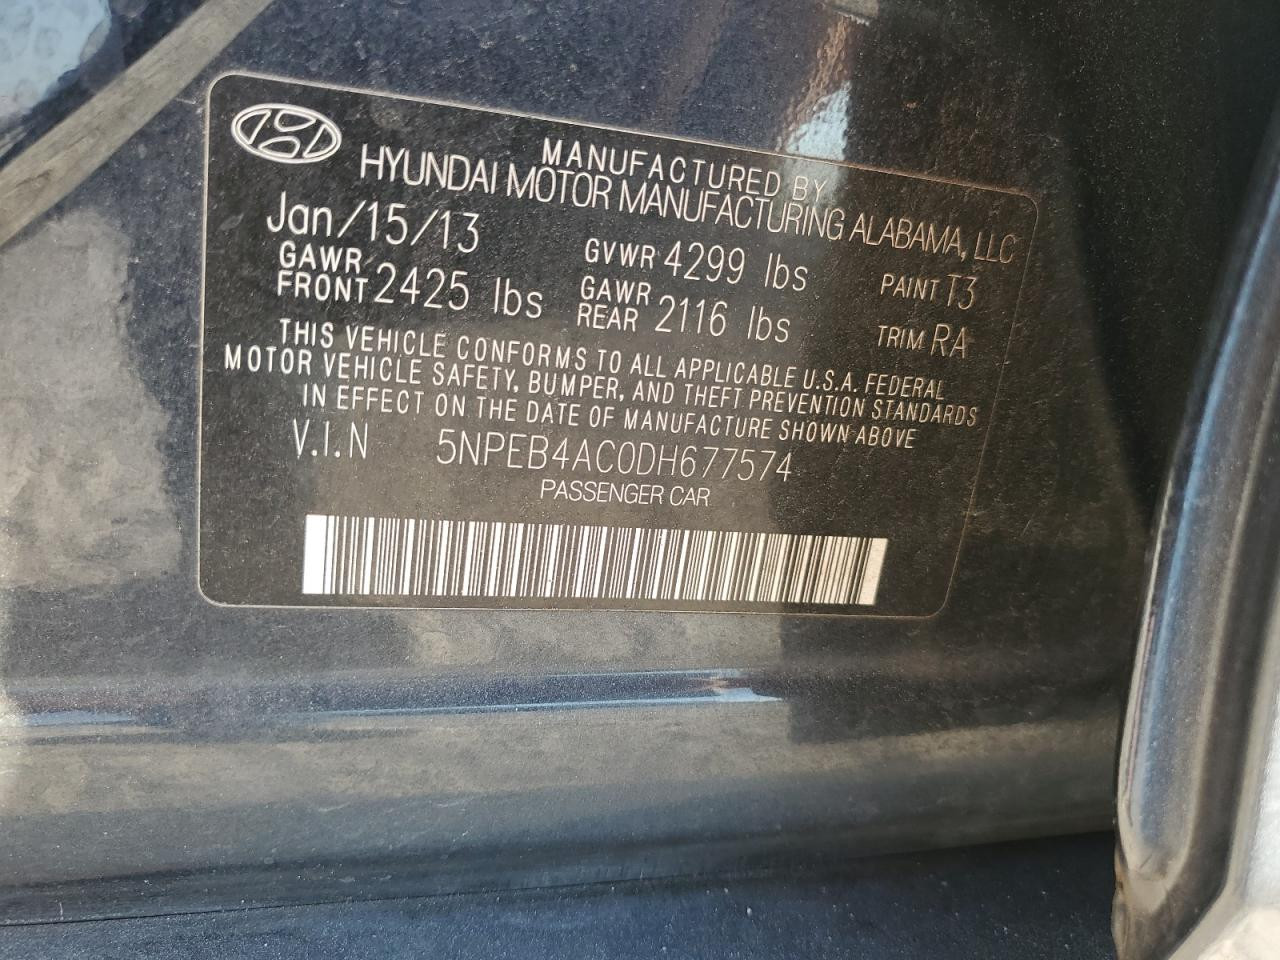 MANUFACTURED BY
HYUNDAI MOTOR MANUFACTURING ALABAMA, LLC
Jan/15/13 GVWR 4299 lbs PAINT T3
GAWR FRONT 2425 lbs GAWR REAR 2116 lbs TRIM RA
THIS VEHICLE CONFORMS TO ALL APPLICABLE U.S.A. FEDERAL
MOTOR VEHICLE SAFETY, BUMPER, AND THEFT PREVENTION STANDARDS
IN EFFECT ON THE DATE OF MANUFACTURE SHOWN ABOVE
V.I.N 5NPEB4AC0DH677574
PASSENGER CAR